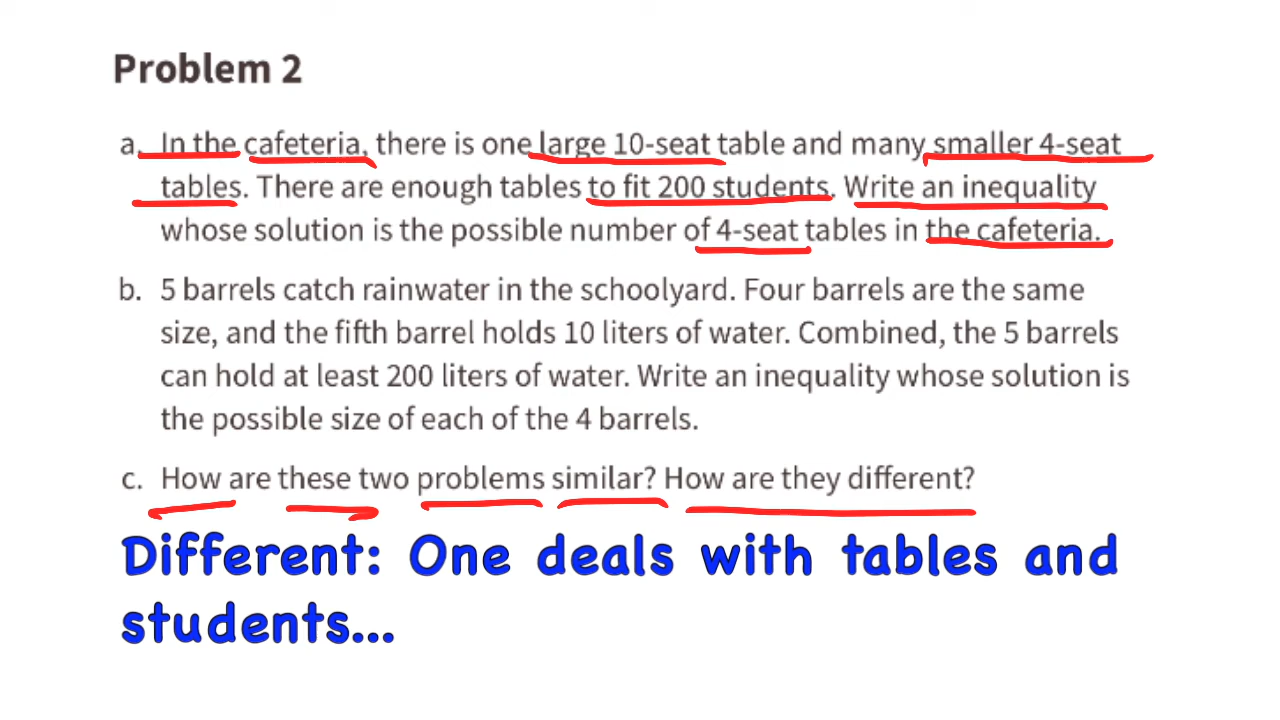 Problem 2
a. In the cafeteria, there is one large 10-seat table and many smaller 4-seat
tables. There are enough tables to fit 200 students. Write an inequality
whose solution is the possible number of 4-seat tables in the cafeteria.
b. 5 barrels catch rainwater in the schoolyard. Four barrels are the same
size, and the fifth barrel holds 10 liters of water. Combined, the 5 barrels
can hold at least 200 liters of water. Write an inequality whose solution is
the possible size of each of the 4 barrels.
c. How are these two problems similar? How are they different?
Different: One deals with tables and
students...